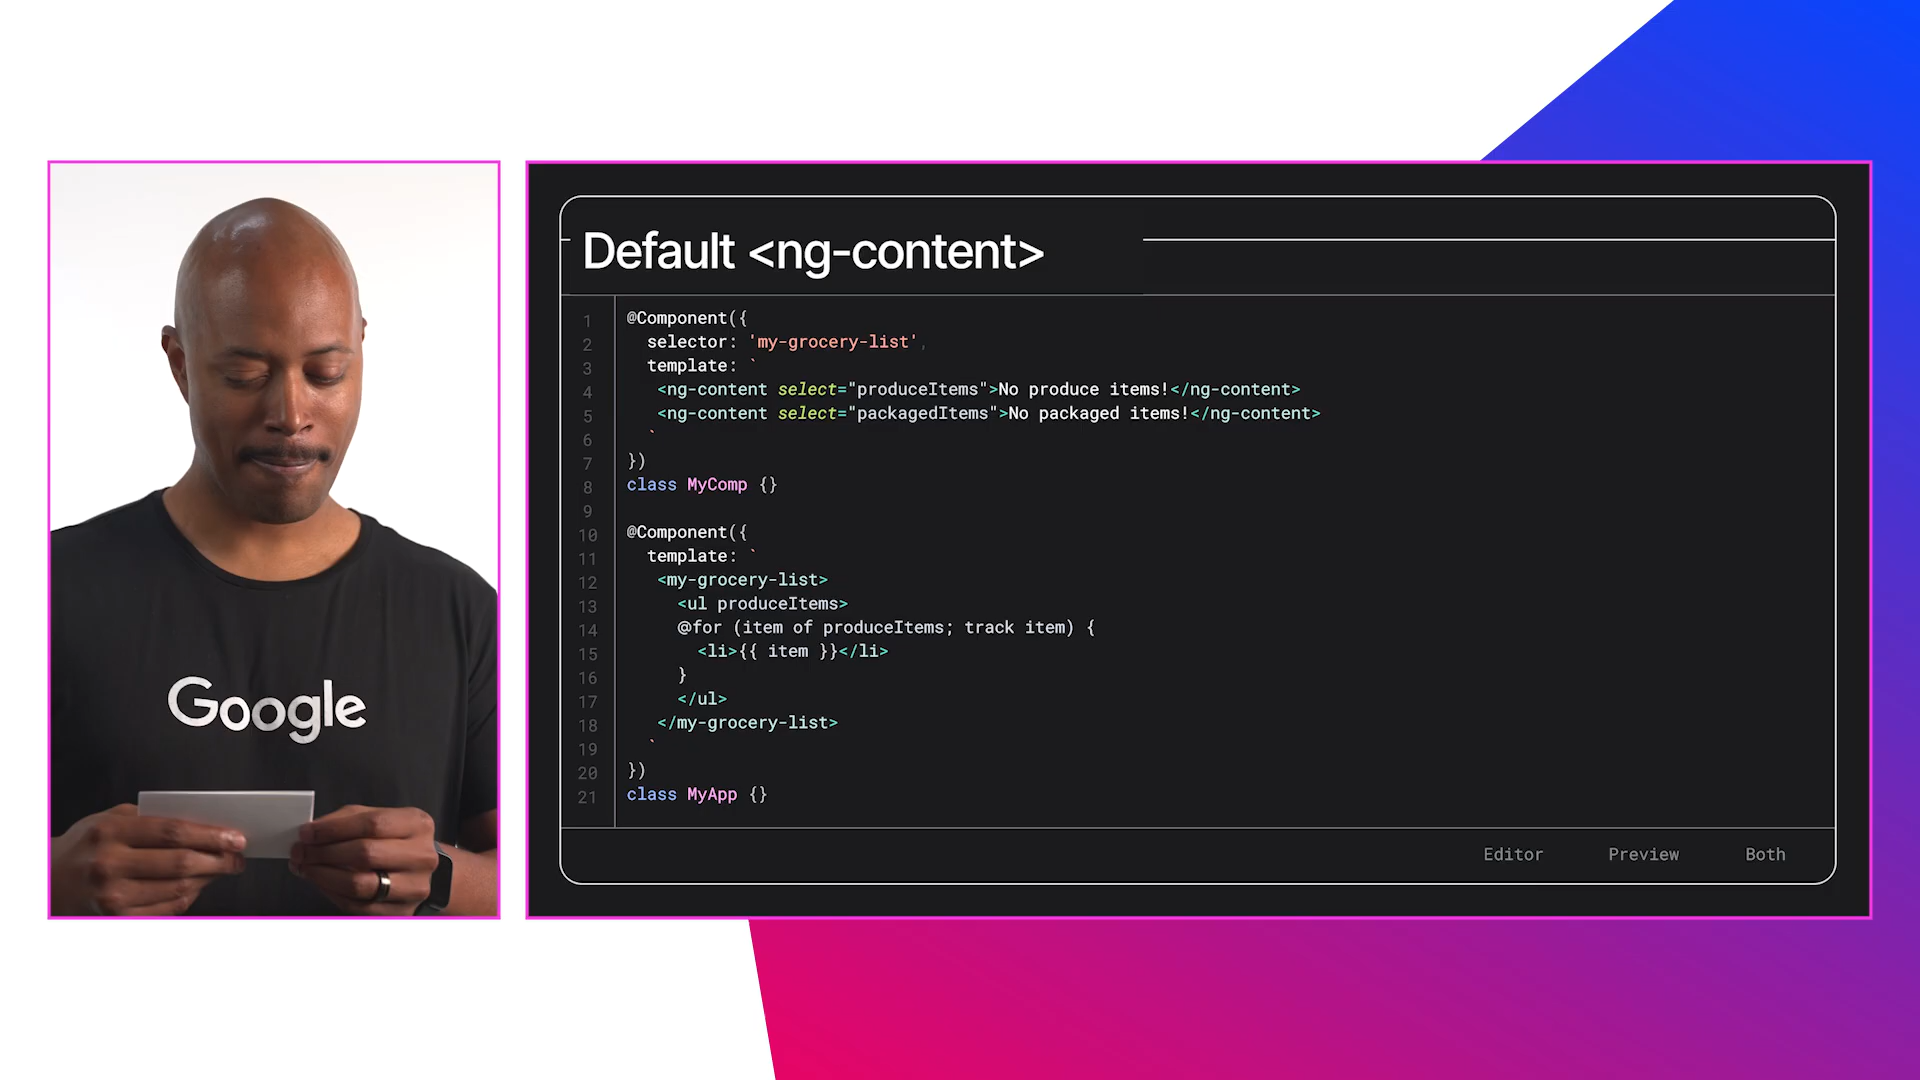 Google
Default <ng-content>
1 @Component({
2 selector: 'my-grocery-list',
3 template: `
4 <ng-content select="produceItems">No produce items!</ng-content>
5 <ng-content select="packagedItems">No packaged items!</ng-content>
6 `
7 })
8 class MyComp {}
9
10 @Component({
11 template: `
12 <my-grocery-list>
13 <ul produceItems>
14 @for (item of produceItems; track item) {
15 <li>{{ item }}</li>
16 }
17 </ul>
18 </my-grocery-list>
19 `
20 })
21 class MyApp {}
Editor Preview Both